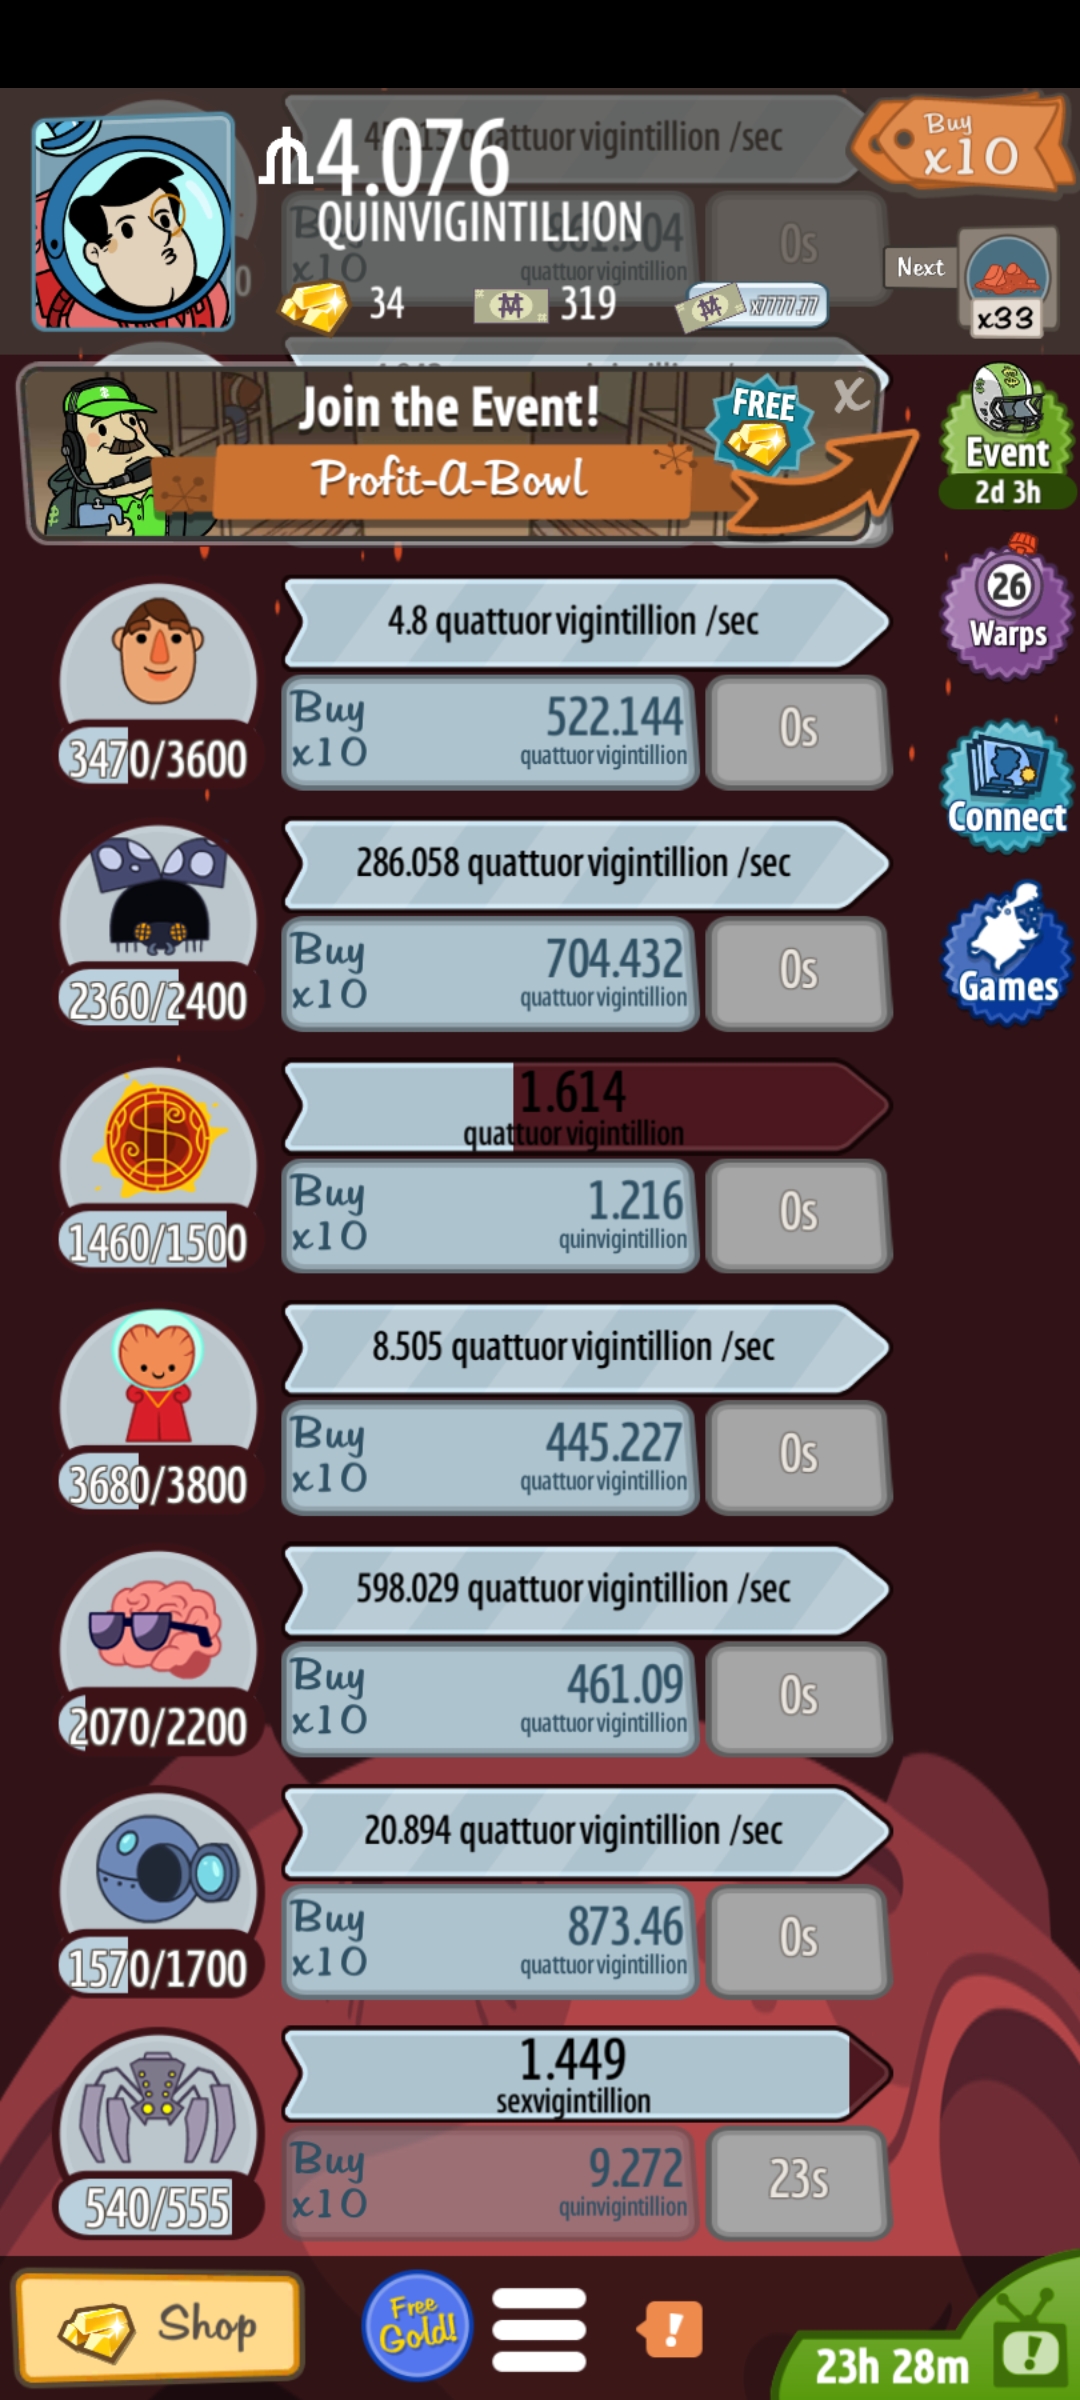 quattuorvigintillion /sec
4.076
QUINVIGINTILLION
Buy
x10
Buy
x10
quattuorvigintillion
0s
34
319
x7777.77
Next
x33
Join the Event!
Profit-A-Bowl
FREE
X
Event
2d 3h
4.8 quattuorvigintillion /sec
Buy
x10
522.144
quattuorvigintillion
0s
3470/3600
26
Warps
286.058 quattuorvigintillion /sec
Buy
x10
704.432
quattuorvigintillion
0s
2360/2400
Connect
Games
1.614
quattuorvigintillion
Buy
x10
1.216
quinvigintillion
0s
1460/1500
8.505 quattuorvigintillion /sec
Buy
x10
445.227
quattuorvigintillion
0s
3680/3800
598.029 quattuorvigintillion /sec
Buy
x10
461.09
quattuorvigintillion
0s
2070/2200
20.894 quattuorvigintillion /sec
Buy
x10
873.46
quattuorvigintillion
0s
1570/1700
1.449
sexvigintillion
Buy
x10
9.272
quinvigintillion
23s
540/555
Shop
Free
Gold!
!
23h 28m
!